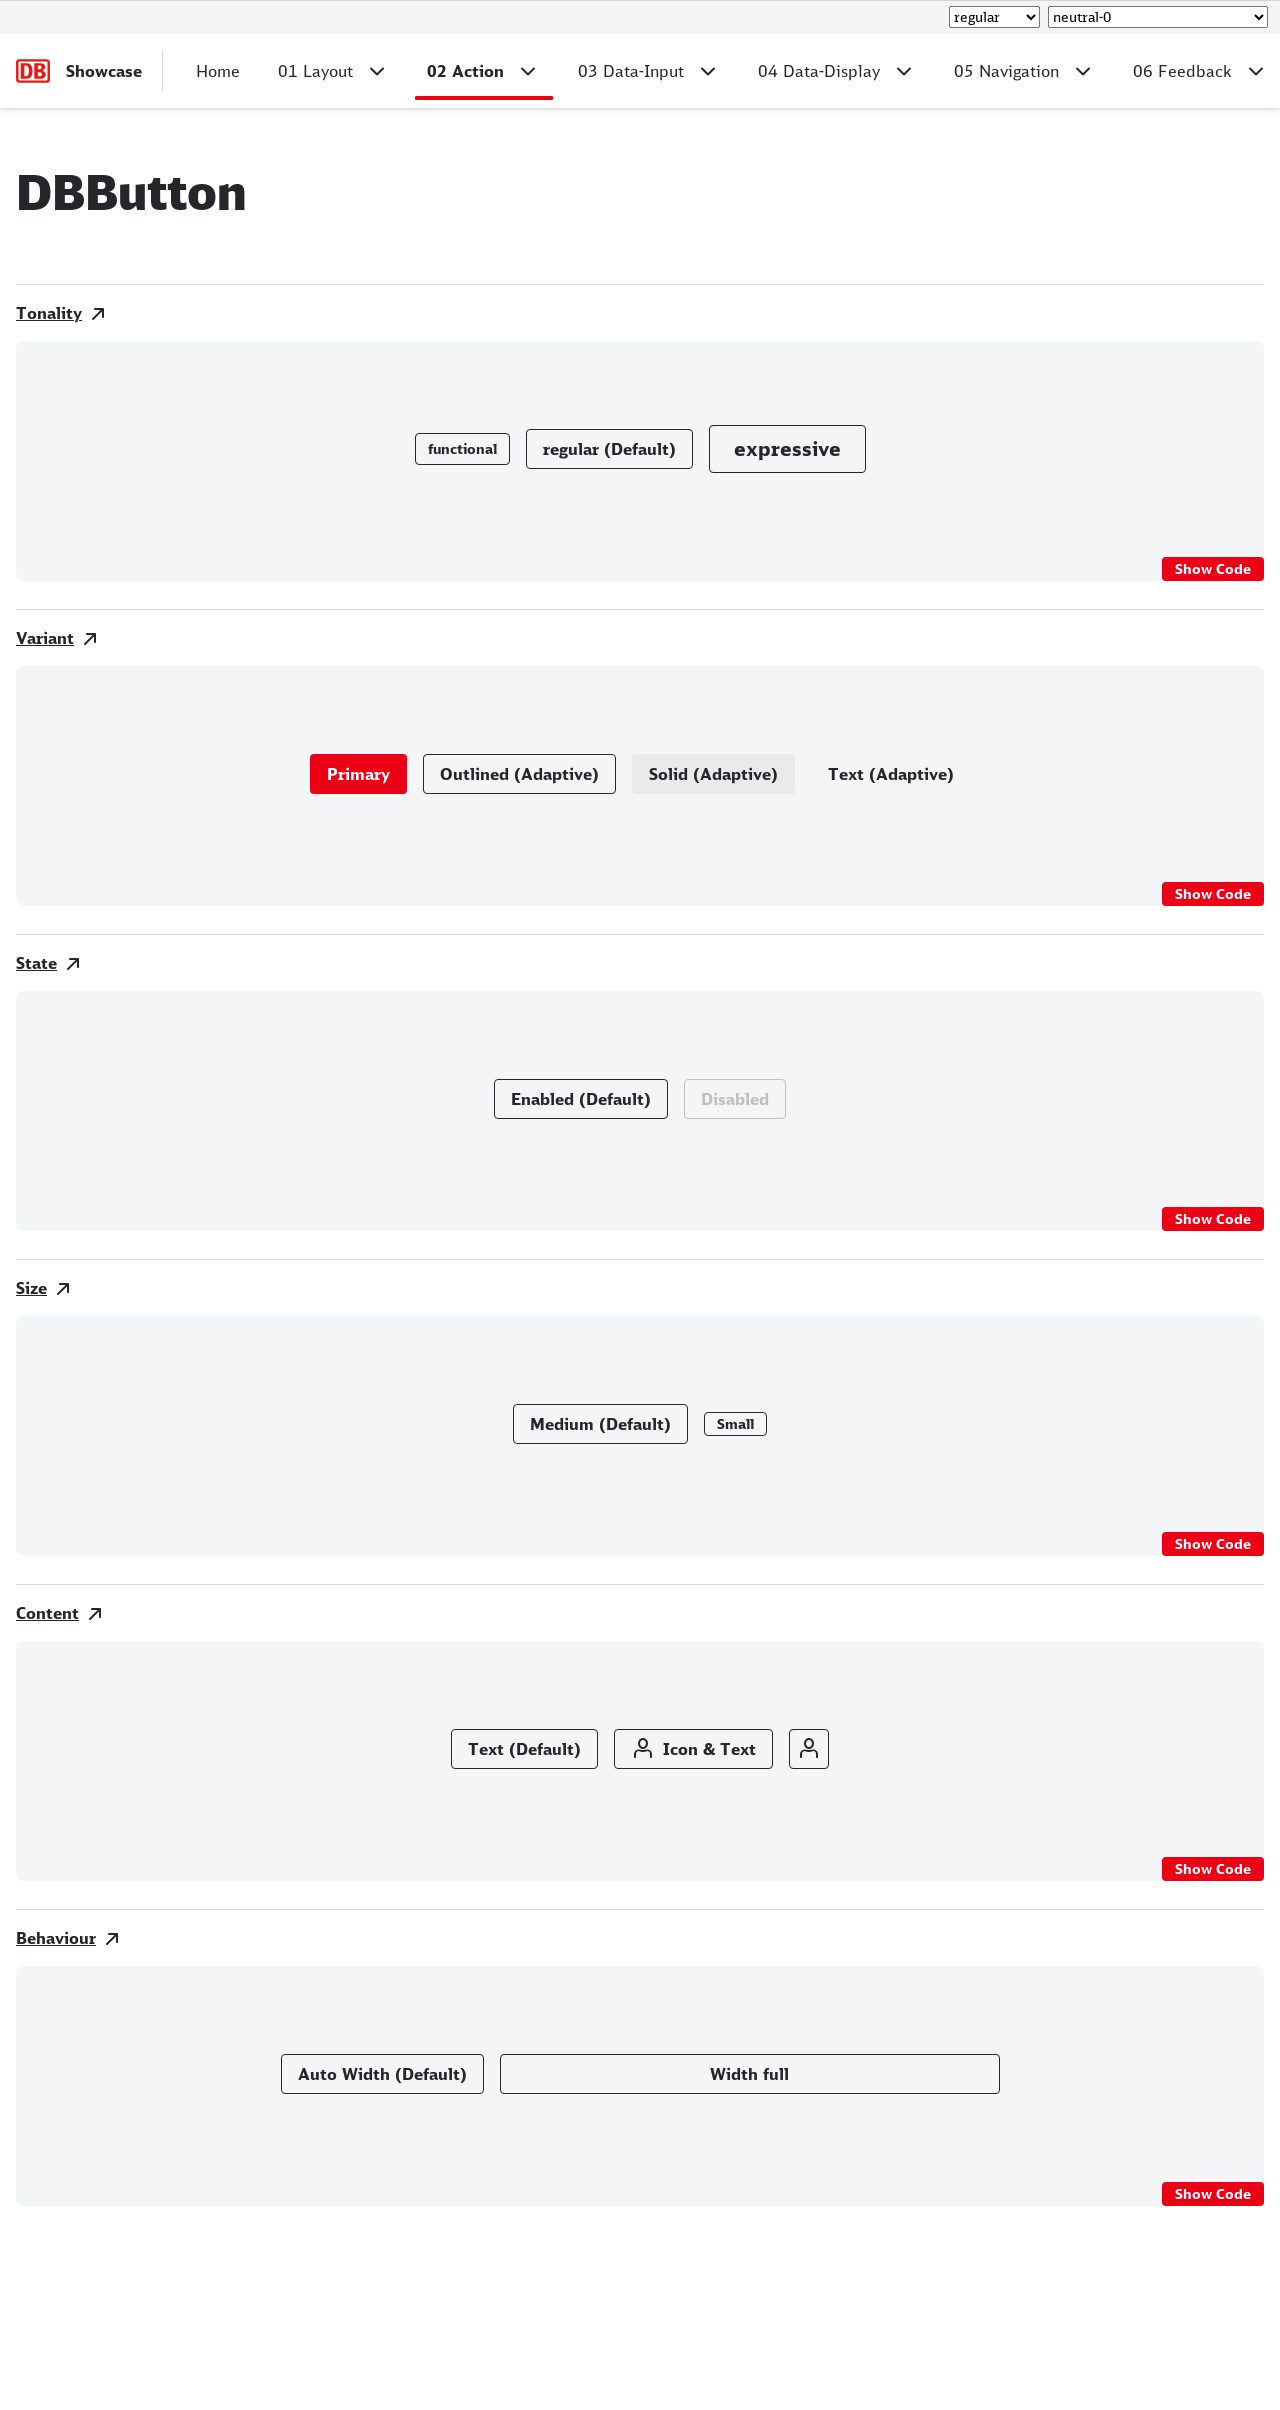 regular neutral-0
DB Showcase Home 01 Layout 02 Action 03 Data-Input 04 Data-Display 05 Navigation 06 Feedback
DBButton
Tonality
functional regular (Default) expressive
Show Code
Variant
Primary Outlined (Adaptive) Solid (Adaptive) Text (Adaptive)
Show Code
State
Enabled (Default) Disabled
Show Code
Size
Medium (Default) Small
Show Code
Content
Text (Default) Icon & Text
Show Code
Behaviour
Auto Width (Default) Width full
Show Code